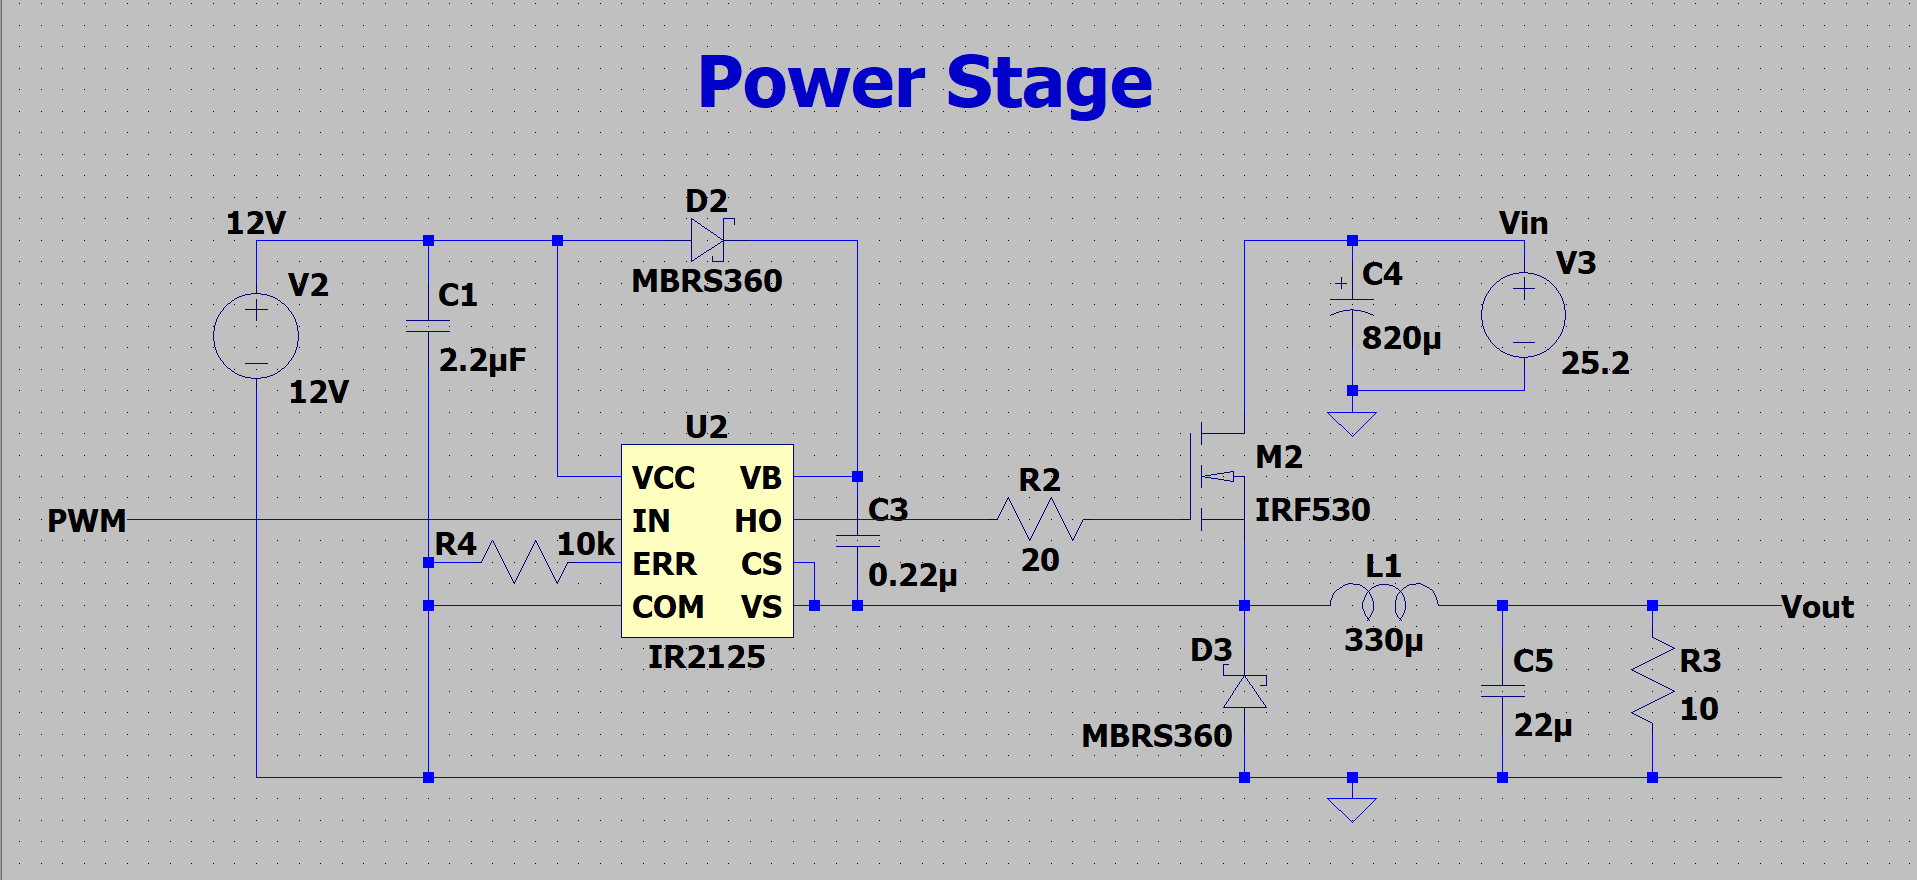 Power Stage
12V
V2
12V
C1
2.2µF
D2
MBRS360
U2
VCC
VB
IN
HO
ERR
CS
COM
VS
IR2125
PWM
R4
10k
C3
0.22µ
R2
20
M2
IRF530
Vin
V3
25.2
+
C4
820µ
L1
330µ
D3
MBRS360
C5
22µ
R3
10
Vout